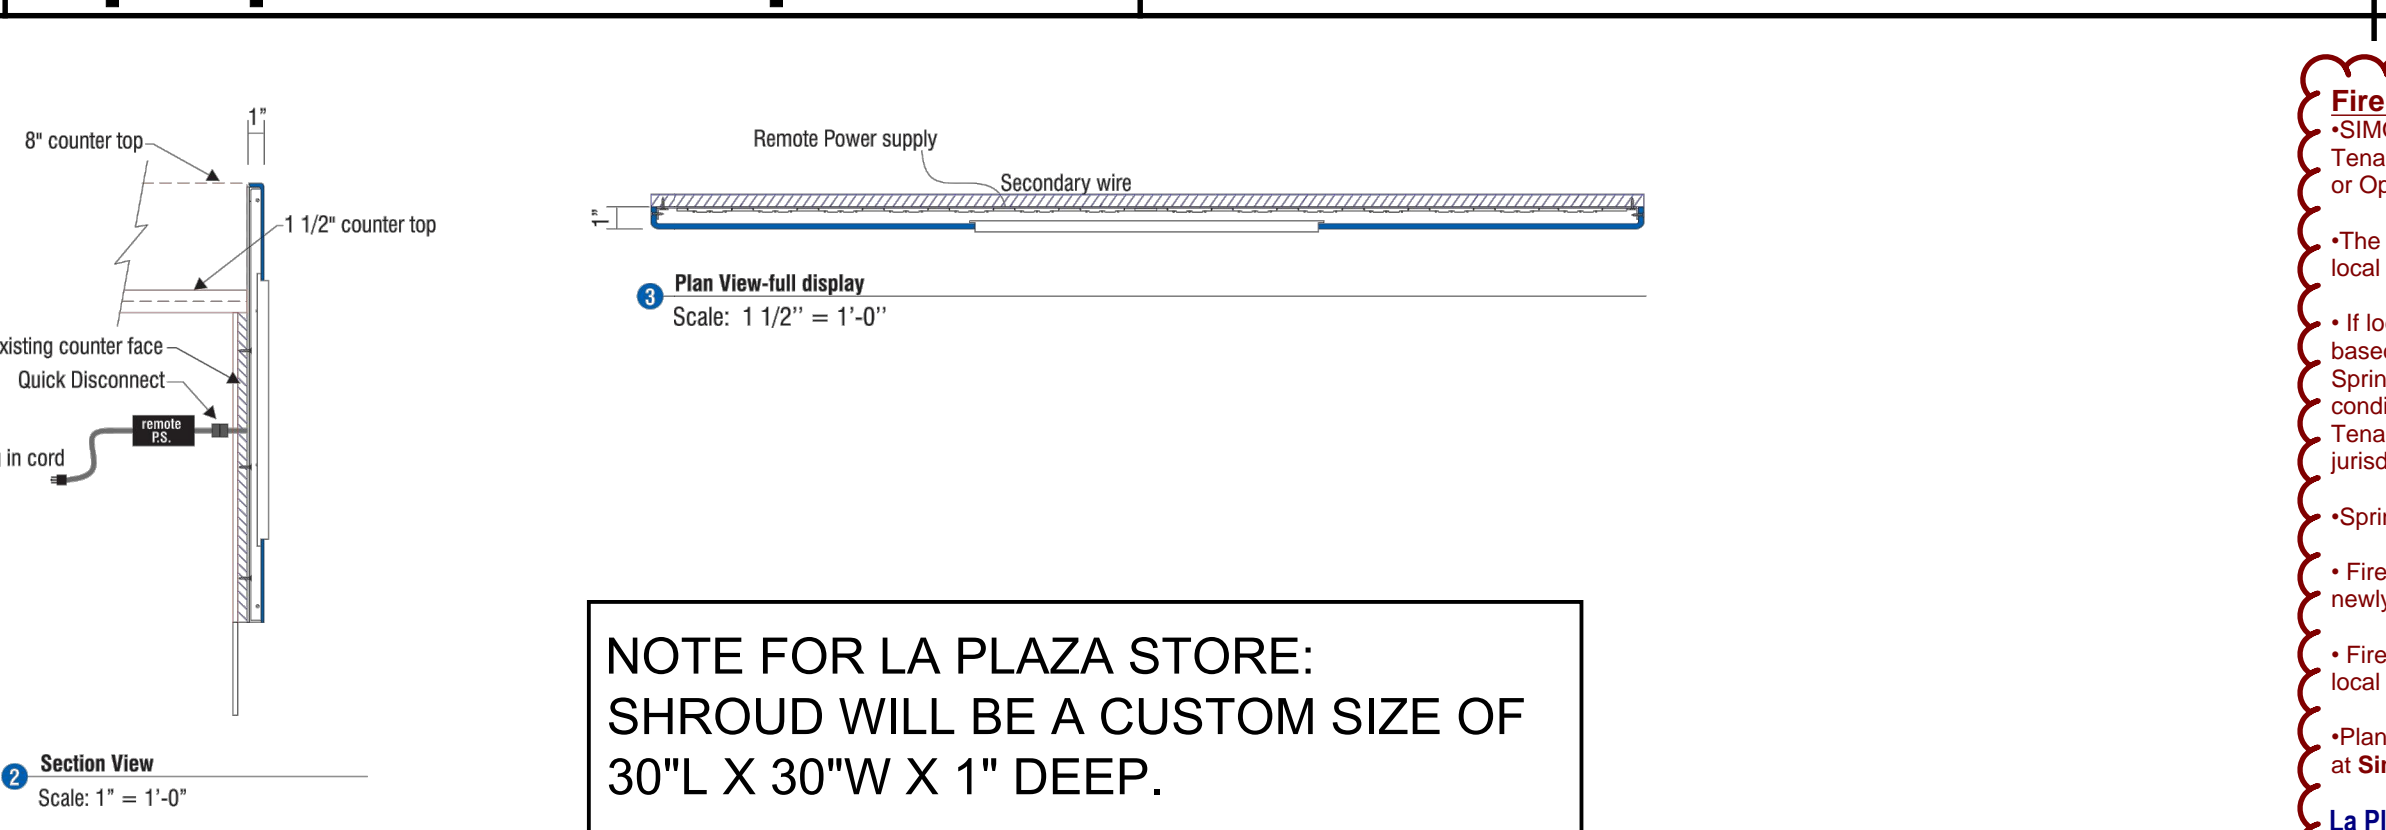 1”
8" counter top
1 1/2" counter top
xisting counter face
Quick Disconnect
remote
P.S.
in cord
2 Section View
Scale: 1” = 1’-0”
Remote Power supply
Secondary wire
1”
3 Plan View-full display
Scale: 1 1/2’’ = 1’-0’’
NOTE FOR LA PLAZA STORE:
SHROUD WILL BE A CUSTOM SIZE OF
30"L X 30"W X 1" DEEP.
Fire
•SIM
Tena
or Op
•The
local
• If lo
based
Sprin
condi
Tena
jurisd
•Sprin
• Fire
newly
• Fire
local
•Plan
at Sir
La Pl